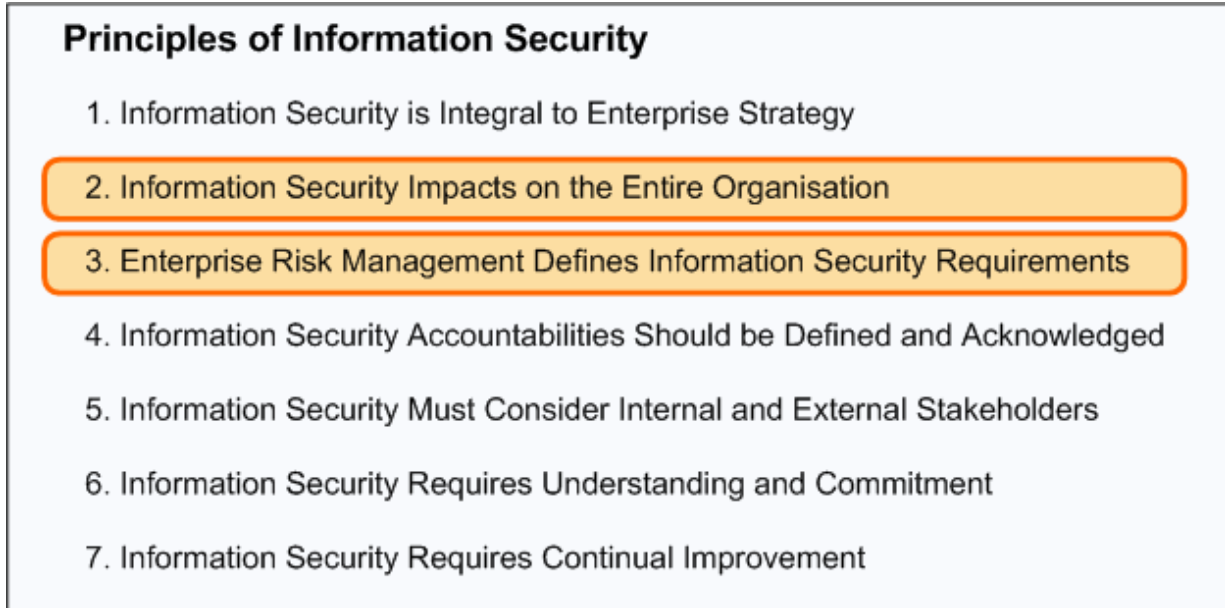 Principles of Information Security
1. Information Security is Integral to Enterprise Strategy
2. Information Security Impacts on the Entire Organisation
3. Enterprise Risk Management Defines Information Security Requirements
4. Information Security Accountabilities Should be Defined and Acknowledged
5. Information Security Must Consider Internal and External Stakeholders
6. Information Security Requires Understanding and Commitment
7. Information Security Requires Continual Improvement